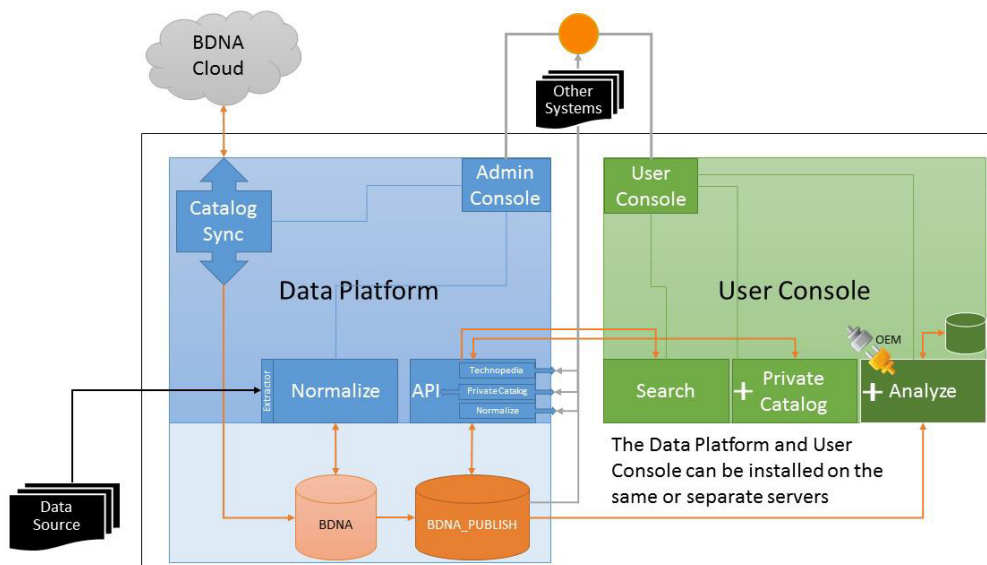 BDNA
Cloud
Other
Systems
Catalog
Sync
Admin
Console
User
Console
Data Platform
User Console
OEM
Extractor
Normalize
API
Technopedia
Private Catalog
Normalize
Search
+
Private
Catalog
+
Analyze
The Data Platform and User
Console can be installed on the
same or separate servers
Data
Source
BDNA
BDNA_PUBLISH